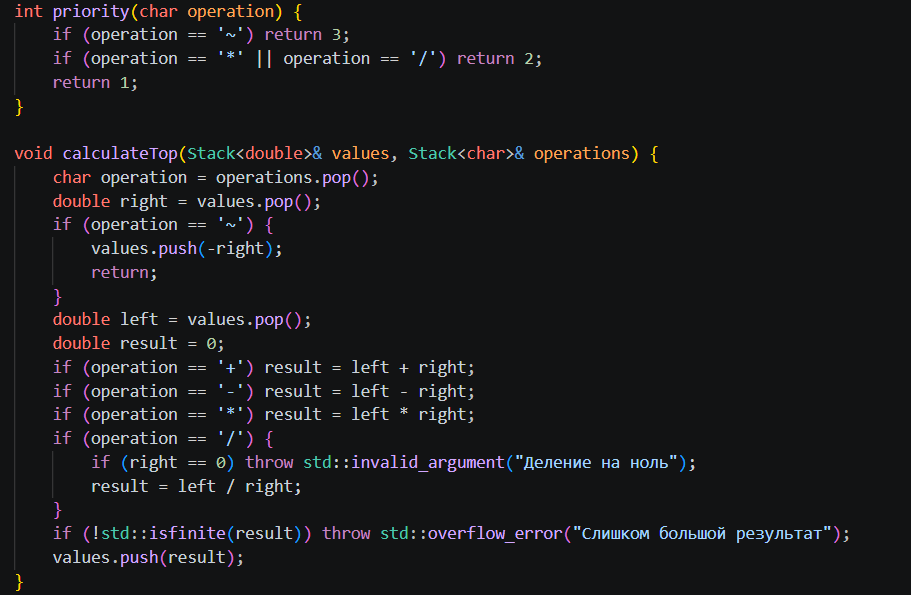 int priority(char operation) {
    if (operation == '~') return 3;
    if (operation == '*' || operation == '/') return 2;
    return 1;
}

void calculateTop(Stack<double>& values, Stack<char>& operations) {
    char operation = operations.pop();
    double right = values.pop();
    if (operation == '~') {
        values.push(-right);
        return;
    }
    double left = values.pop();
    double result = 0;
    if (operation == '+') result = left + right;
    if (operation == '-') result = left - right;
    if (operation == '*') result = left * right;
    if (operation == '/') {
        if (right == 0) throw std::invalid_argument("Деление на ноль");
        result = left / right;
    }
    if (!std::isfinite(result)) throw std::overflow_error("Слишком большой результат");
    values.push(result);
}